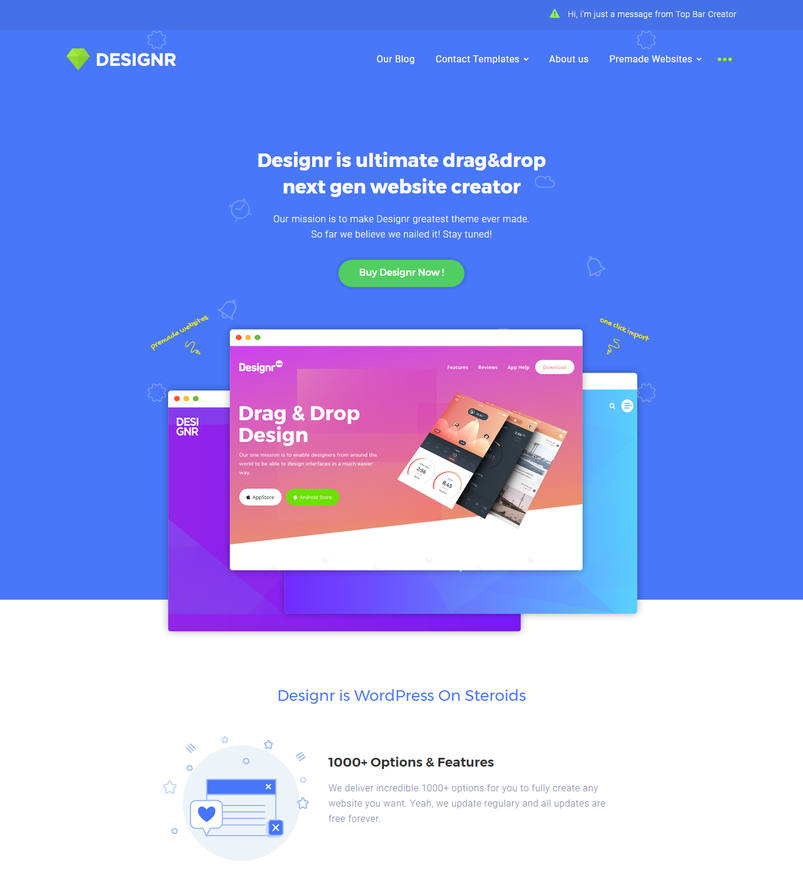 Hi, i'm just a message from Top Bar Creator
DESIGNR
Our Blog
Contact Templates
About us
Premade Websites
Designr is ultimate drag&drop
next gen website creator
Our mission is to make Designr greatest theme ever made.
So far we believe we nailed it! Stay tuned!
Buy Designr Now !
Premade websites
one click import
Designr
Features
Reviews
App Help
Download
DESI
GNR
Drag & Drop
Design
Our one mission is to enable designers from around the
world to be able to design interfaces in a much easier
way.
AppStore
Android Store
2:56
8.45
Designr is WordPress On Steroids
1000+ Options & Features
We deliver incredible 1000+ options for you to fully create any
website you want. Yeah, we update regulary and all updates are
free forever.